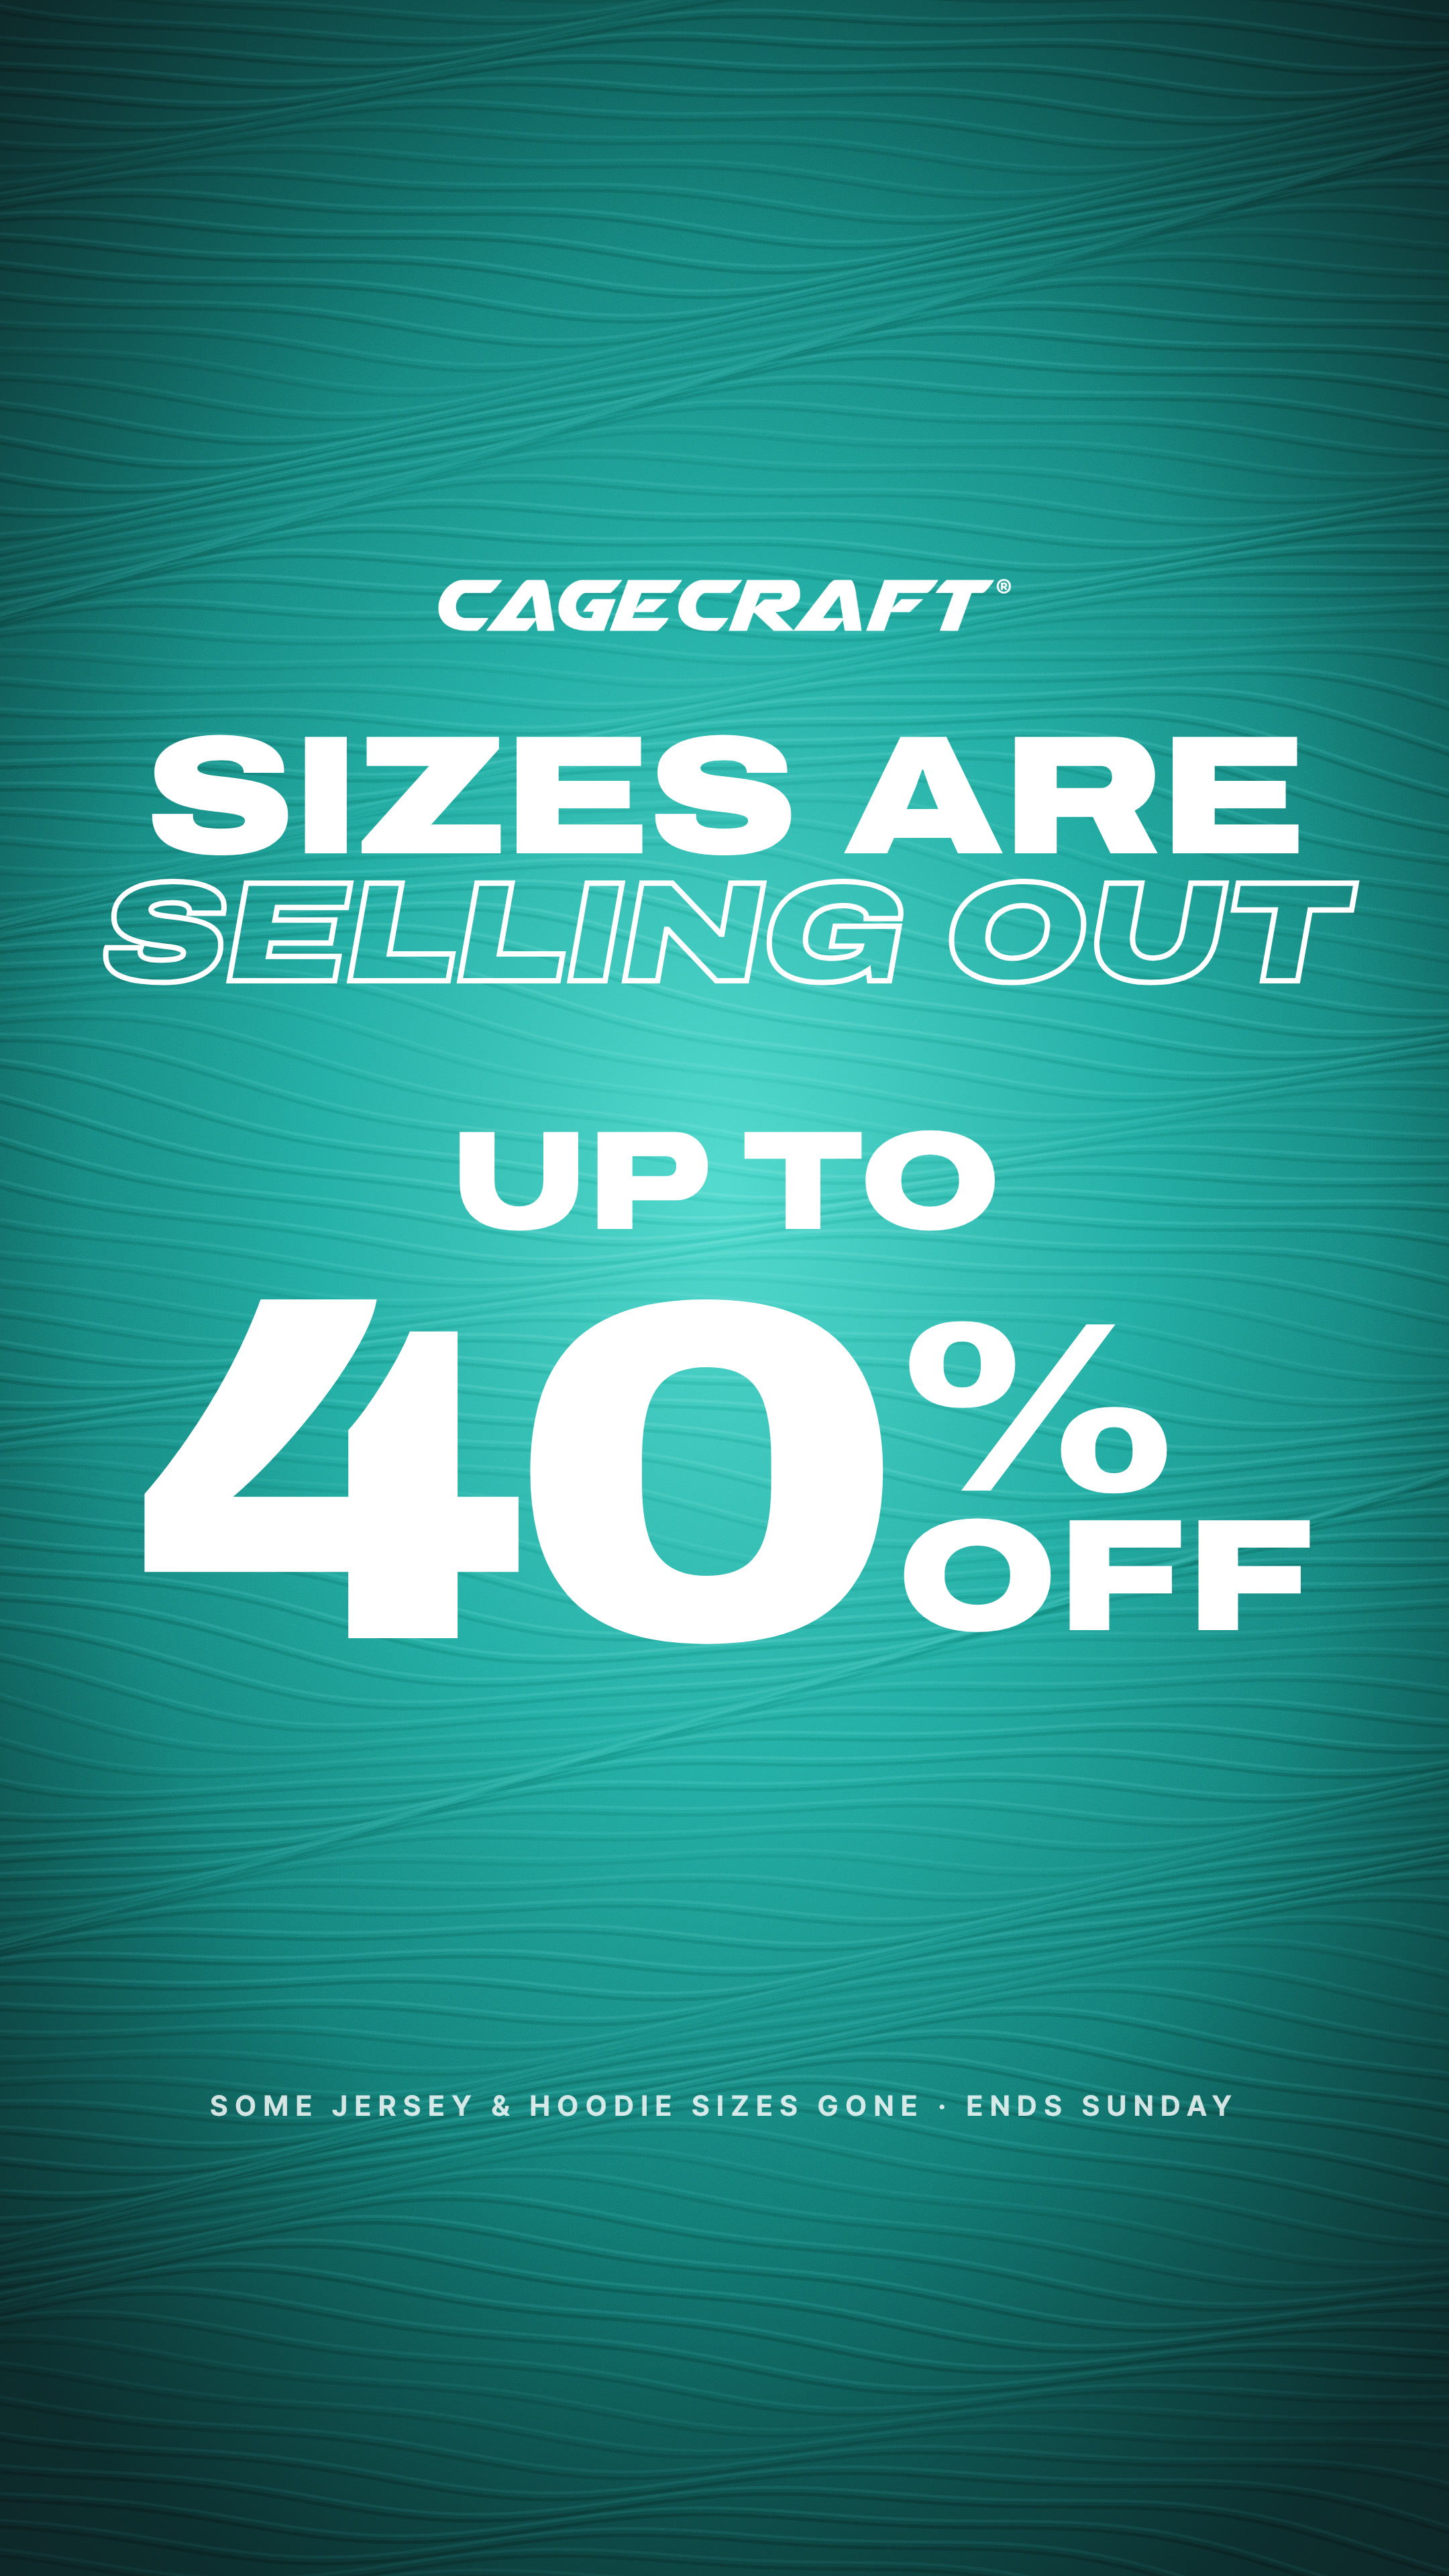 CAGECRAFT®
SIZES ARE
SELLING OUT
UP TO
40%
OFF
SOME JERSEY & HOODIE SIZES GONE · ENDS SUNDAY